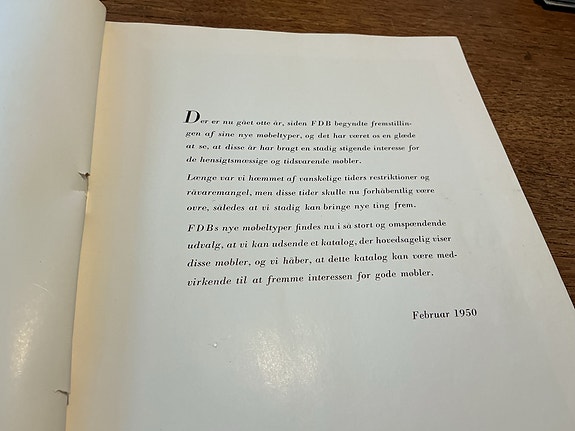 Der er nu gået otte år, siden FDB begyndte fremstillin-
gen af sine nye møbeltyper, og det har været os en glæde
at se, at disse år har bragt en stadig stigende interesse for
de hensigtsmæssige og tidsvarende møbler.
Længe var vi hæmmet af vanskelige tiders restriktioner og
råvaremangel, men disse tider skulle nu forhåbentlig være
ovre, således at vi stadig kan bringe nye ting frem.
FDBs nye møbeltyper findes nu i så stort og omspændende
udvalg, at vi kan udsende et katalog, der hovedsagelig viser
disse møbler, og vi håber, at dette katalog kan være med-
virkende til at fremme interessen for gode møbler.
Februar 1950